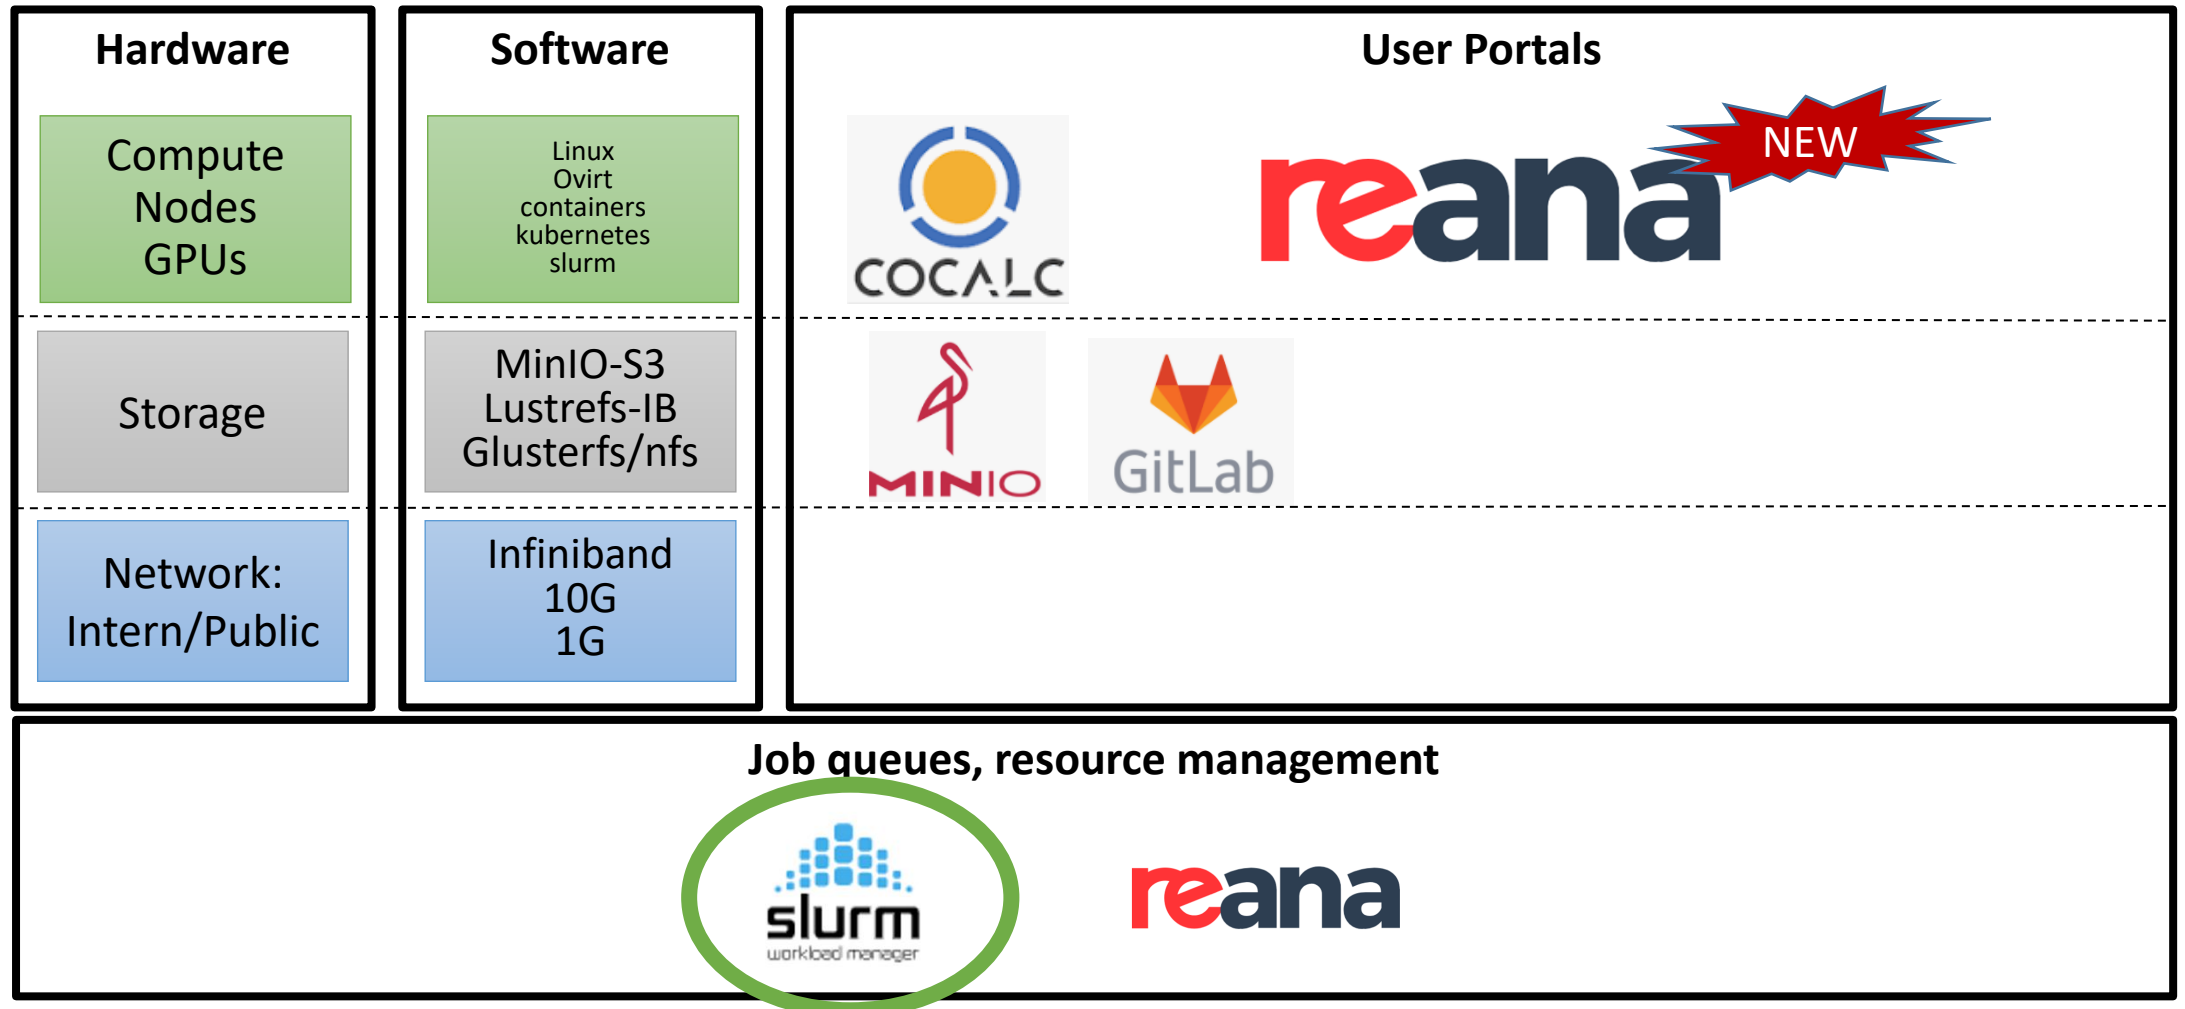 Hardware
Compute
Nodes
GPUs
Storage
Network:
Intern/Public
Software
Linux
Ovirt
containers
kubernetes
slurm
MinIO-S3
Lustrefs-IB
Glusterfs/nfs
Infiniband
10G
1G
User Portals
COCALC
reana
NEW
MINIO
GitLab
Job queues, resource management
slurm
workload manager
reana